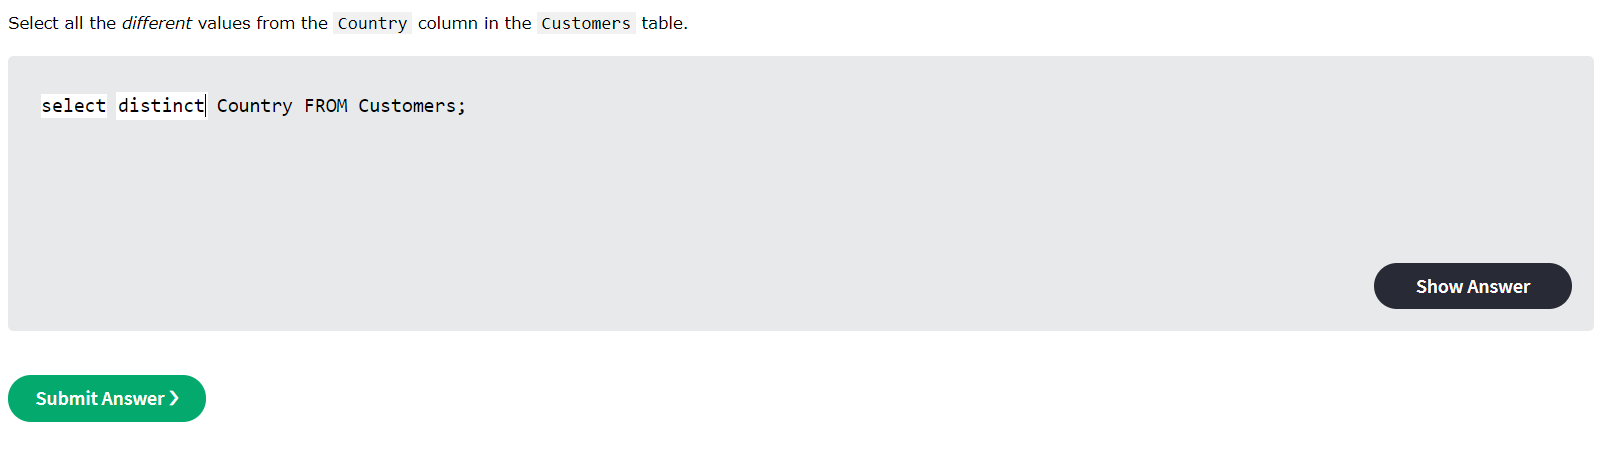 Select all the different values from the Country column in the Customers table.
select distinct Country FROM Customers;
Show Answer
Submit Answer ❯